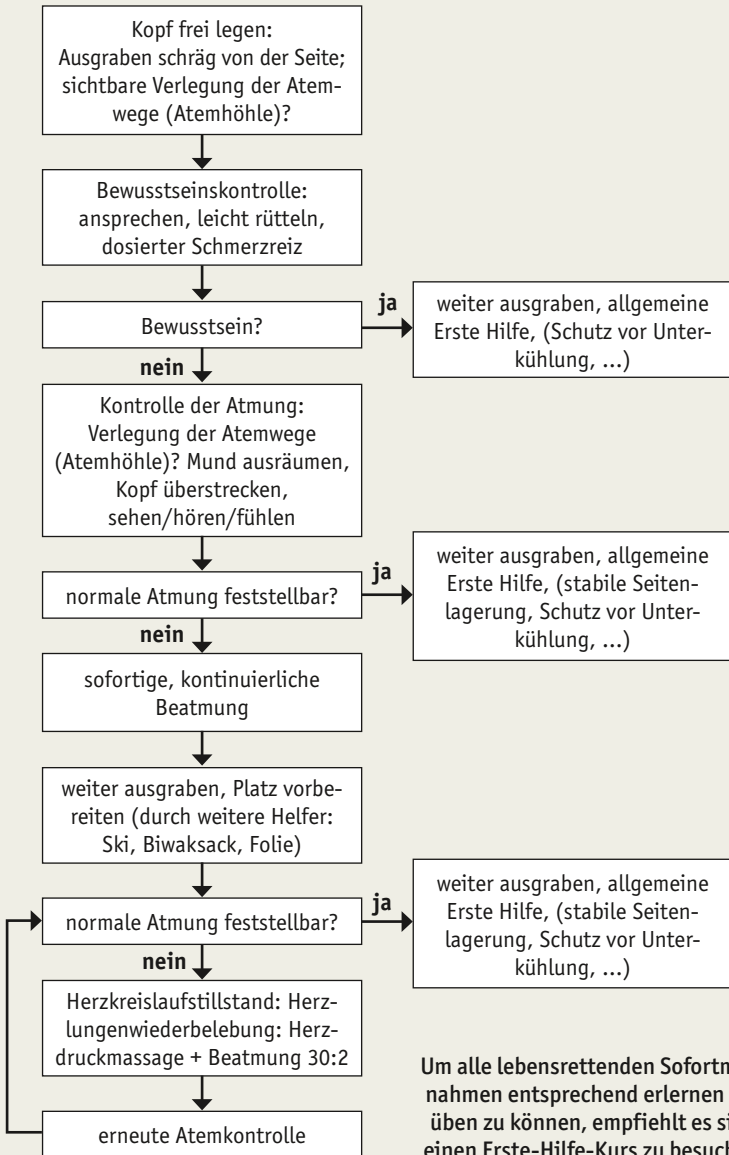 Kopf frei legen:
Ausgraben schräg von der Seite;
sichtbare Verlegung der Atem-
wege (Atemhöhle)?
Bewusstseinskontrolle:
ansprechen, leicht rütteln,
dosierter Schmerzreiz
Bewusstsein?
ja
weiter ausgraben, allgemeine
Erste Hilfe, (Schutz vor Unter-
kühlung, ...)
nein
Kontrolle der Atmung:
Verlegung der Atemwege
(Atemhöhle)? Mund ausräumen,
Kopf überstrecken,
sehen/hören/fühlen
normale Atmung feststellbar?
ja
weiter ausgraben, allgemeine
Erste Hilfe, (stabile Seiten-
lagerung, Schutz vor Unter-
kühlung, ...)
nein
sofortige, kontinuierliche
Beatmung
weiter ausgraben, Platz vorbe-
reiten (durch weitere Helfer:
Ski, Biwaksack, Folie)
normale Atmung feststellbar?
ja
weiter ausgraben, allgemeine
Erste Hilfe, (stabile Seiten-
lagerung, Schutz vor Unter-
kühlung, ...)
nein
Herzkreislaufstillstand: Herz-
lungenwiederbelebung: Herz-
druckmassage + Beatmung 30:2
erneute Atemkontrolle
Um alle lebensrettenden
nahmen entsprechend erlernen
üben zu können, empfiehlt es
einen Erste-Hilfe-Kurs zu